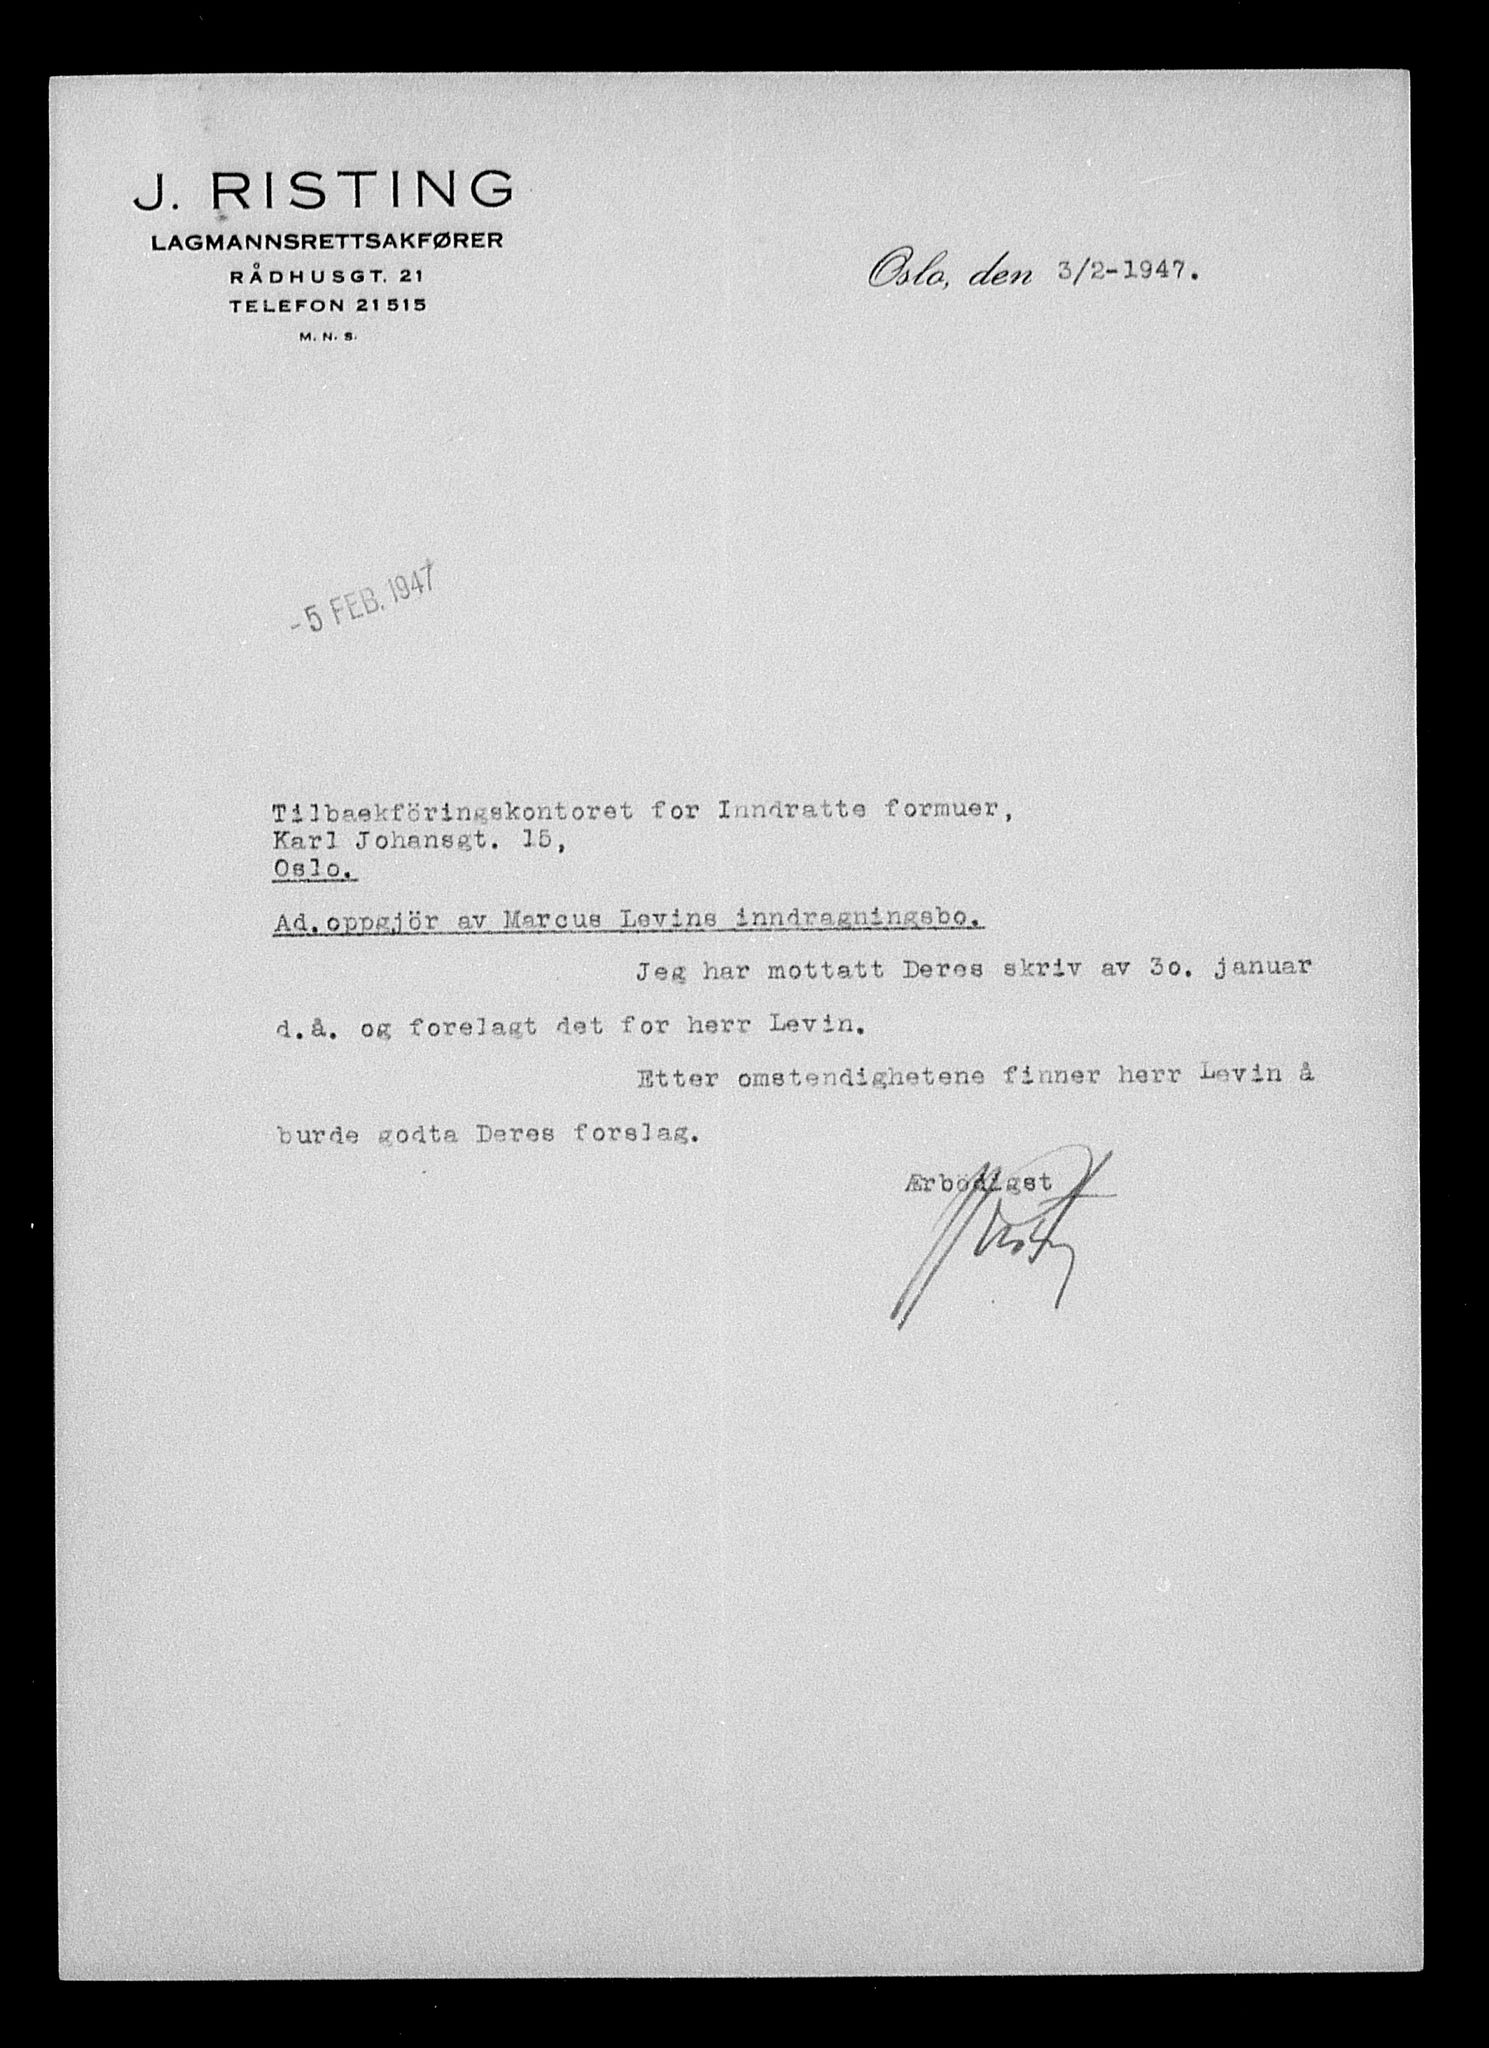 J. RISTING
LAGMANNSRETTSAKFØRER
RÅDHUSGT. 21
TELEFON 21515
M. N. S.
Oslo, den 3/2-1947.
- 5 FEB. 1947
Tilbaekföringskontoret for Inndratte formuer,
Karl Johansgt. 15,
Oslo.
Ad. oppgjör av Marcus Levins inndragningsbo.
Jeg har mottatt Deres skriv av 3o. januar
d.å. og forelagt det for herr Levin.
Etter omstendighetene finner herr Levin å
burde godta Deres forslag.
Ærbödigst